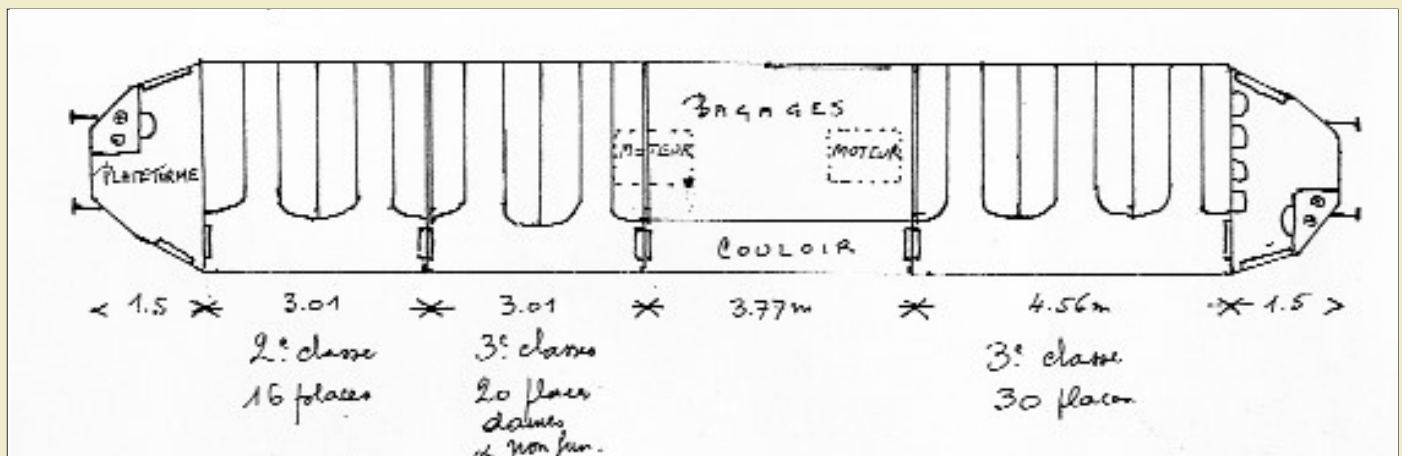 BAGAGES
MOTEUR MOTEUR
PLATEFORME
COULOIR
< 1.5 3.01 3.01 3.77m 4.56m 1.5 >
2e classe 3e classes 3e classe
16 places 20 places 30 places
dames
& non fum.